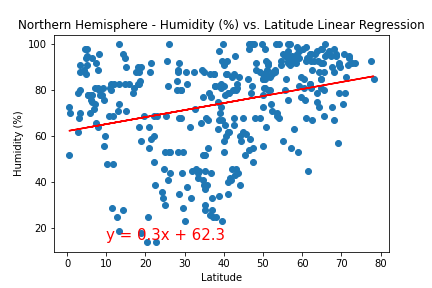 Northern Hemisphere - Humidity (%) vs. Latitude Linear Regression
100
80
60
40
20
Humidity (%)
y = 0.3x + 62.3
0 10 20 30 40 50 60 70 80
Latitude